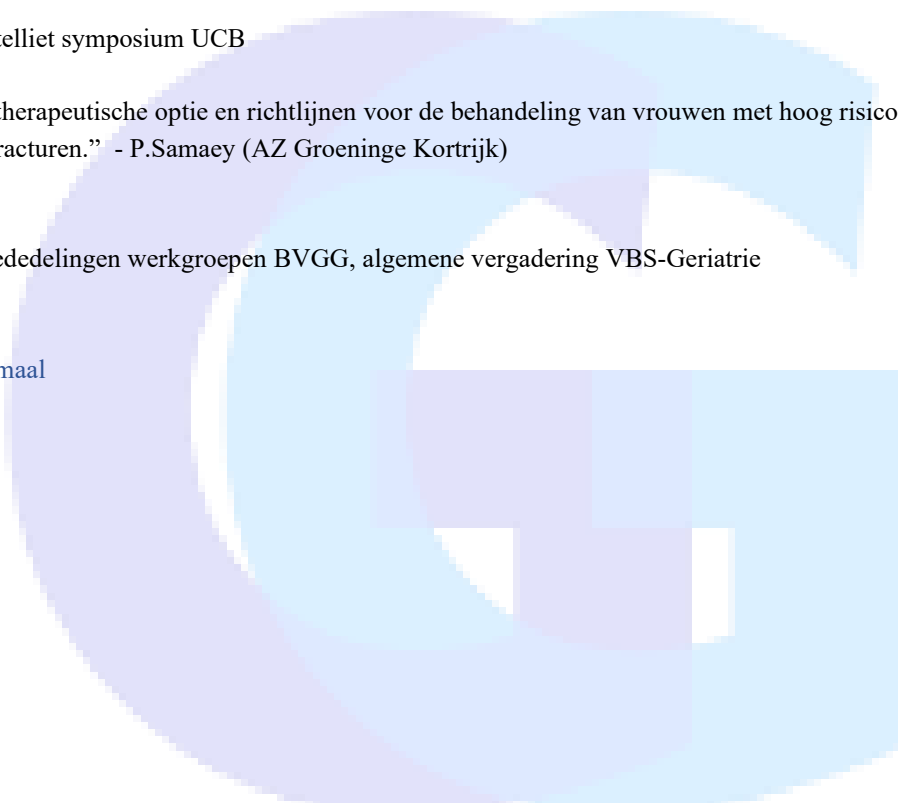 telliet symposium UCB
therapeutische optie en richtlijnen voor de behandeling van vrouwen met hoog risico
racturen.” - P.Samaey (AZ Groeninge Kortrijk)
ededelingen werkgroepen BVGG, algemene vergadering VBS-Geriatrie
maal